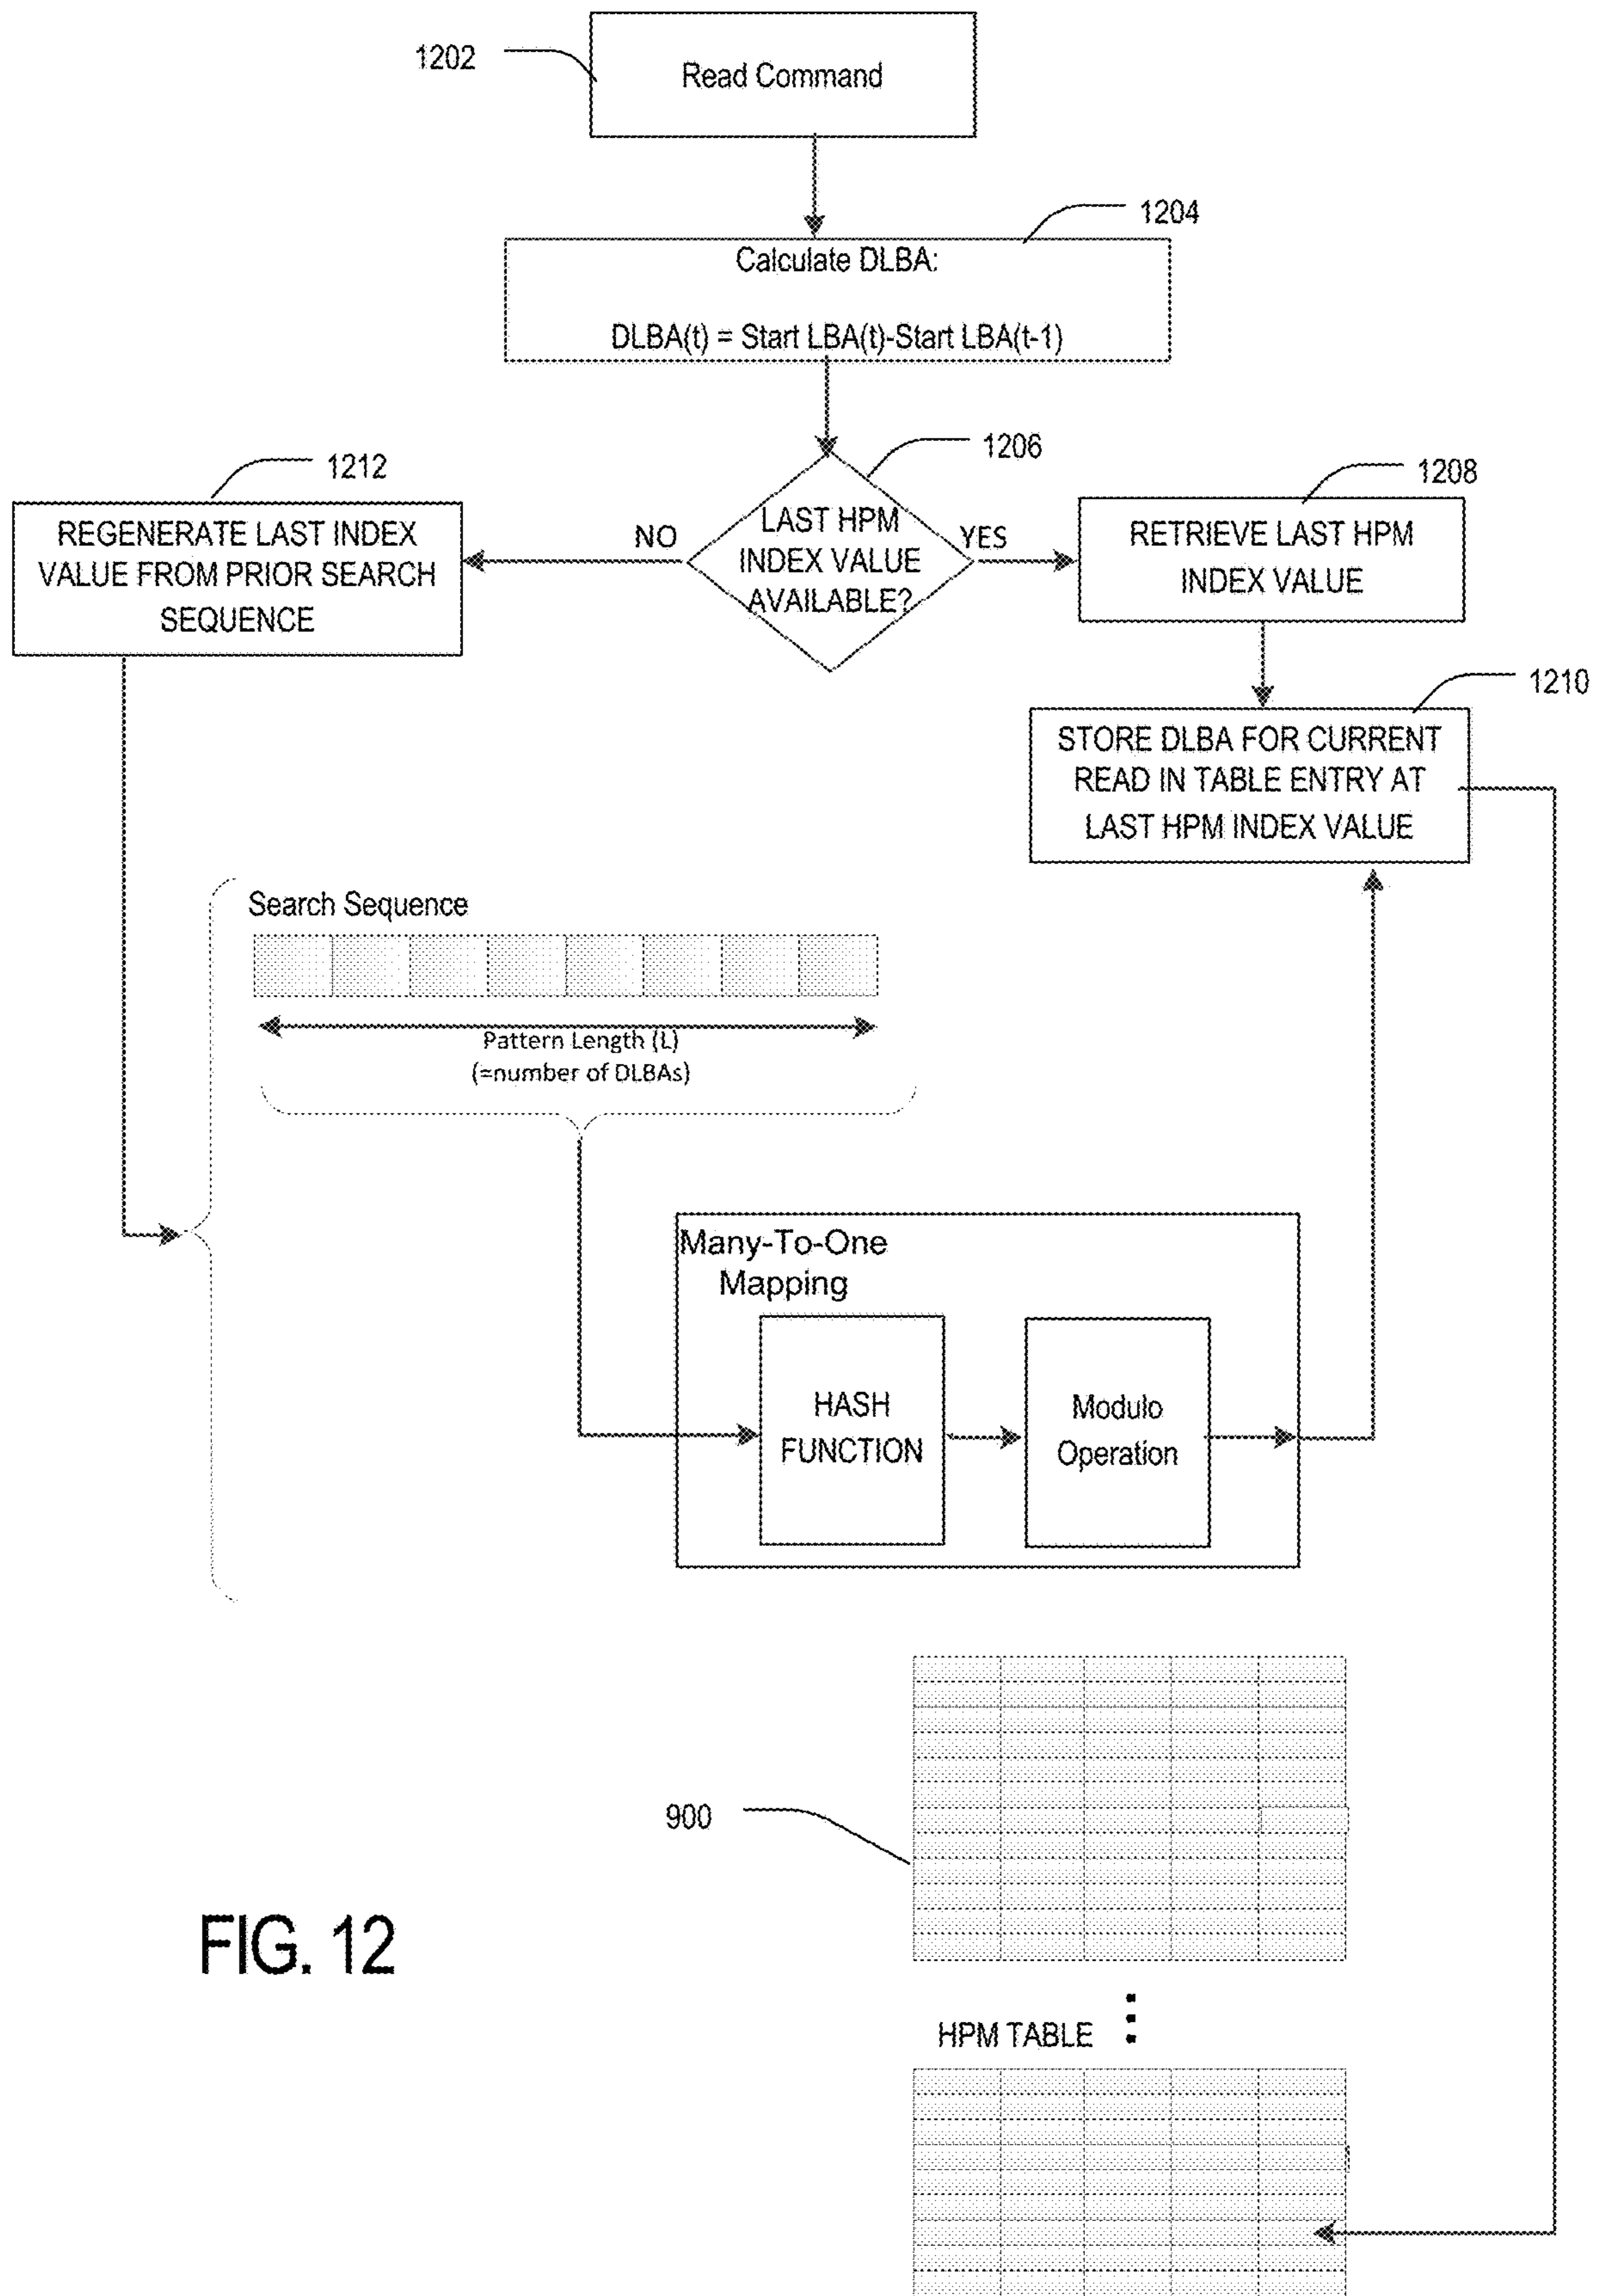 1202
Read Command
1204
Calculate DLBA:
DLBA(t) = Start LBA(t)-Start LBA(t-1)
1206
1212
1208
REGENERATE LAST INDEX
VALUE FROM PRIOR SEARCH
SEQUENCE
NO
LAST HPM
INDEX VALUE
AVAILABLE?
YES
RETRIEVE LAST HPM
INDEX VALUE
1210
STORE DLBA FOR CURRENT
READ IN TABLE ENTRY AT
LAST HPM INDEX VALUE
Search Sequence
Pattern Length (L)
(=number of DLBAs)
Many-To-One
Mapping
HASH
FUNCTION
Modulo
Operation
900
FIG. 12
HPM TABLE